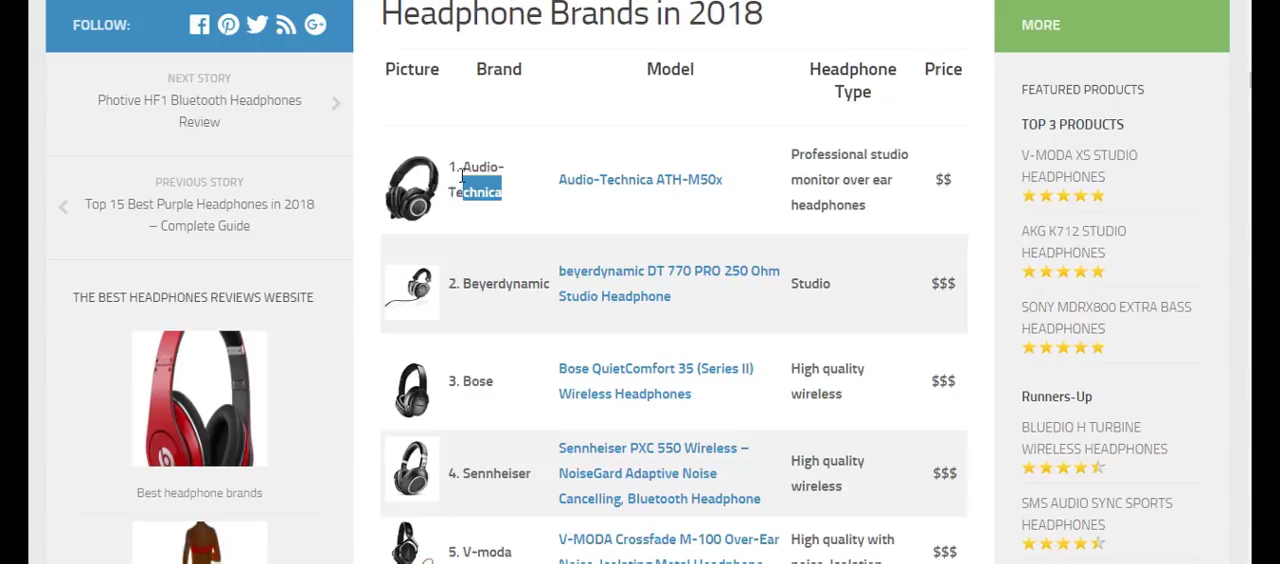 FOLLOW:
NEXT STORY
Photive HF1 Bluetooth Headphones
Review
PREVIOUS STORY
Top 15 Best Purple Headphones in 2018
– Complete Guide
THE BEST HEADPHONES REVIEWS WEBSITE
Best headphone brands
Headphone Brands in 2018
Picture Brand Model Headphone Type Price
1. Audio-
Technica
Audio-Technica ATH-M50x
Professional studio
monitor over ear
headphones
$$
2. Beyerdynamic
beyerdynamic DT 770 PRO 250 Ohm
Studio Headphone
Studio
$$$
3. Bose
Bose QuietComfort 35 (Series II)
Wireless Headphones
High quality
wireless
$$$
4. Sennheiser
Sennheiser PXC 550 Wireless –
NoiseGard Adaptive Noise
Cancelling, Bluetooth Headphone
High quality
wireless
$$$
5. V-moda
V-MODA Crossfade M-100 Over-Ear
High quality with
$$$
MORE
FEATURED PRODUCTS
TOP 3 PRODUCTS
V-MODA XS STUDIO
HEADPHONES
AKG K712 STUDIO
HEADPHONES
SONY MDRX800 EXTRA BASS
HEADPHONES
Runners-Up
BLUEDIO H TURBINE
WIRELESS HEADPHONES
SMS AUDIO SYNC SPORTS
HEADPHONES